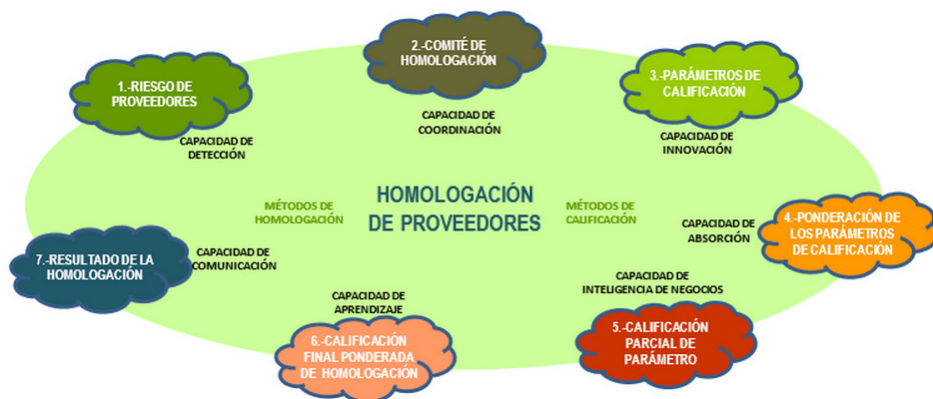 2.-COMITÉ DE
HOMOLOGACIÓN
1.-RIESGO DE
PROVEEDORES
3.-PARÁMETROS DE
CALIFICACIÓN
CAPACIDAD DE
COORDINACIÓN
CAPACIDAD DE
DETECCIÓN
CAPACIDAD DE
INNOVACIÓN
MÉTODOS DE
HOMOLOGACIÓN
HOMOLOGACIÓN
DE PROVEEDORES
MÉTODOS DE
CALIFICACIÓN
CAPACIDAD DE
ABSORCIÓN
4.-PONDERACIÓN DE
LOS PARÁMETROS
DE CALIFICACIÓN
7.-RESULTADO DE LA
HOMOLOGACIÓN
CAPACIDAD DE
COMUNICACIÓN
CAPACIDAD DE
INTELIGENCIA DE NEGOCIOS
CAPACIDAD DE
APRENDIZAJE
5.-CALIFICACIÓN
PARCIAL DE
PARÁMETRO
6.-CALIFICACIÓN
FINAL PONDERADA
DE HOMOLOGACIÓN